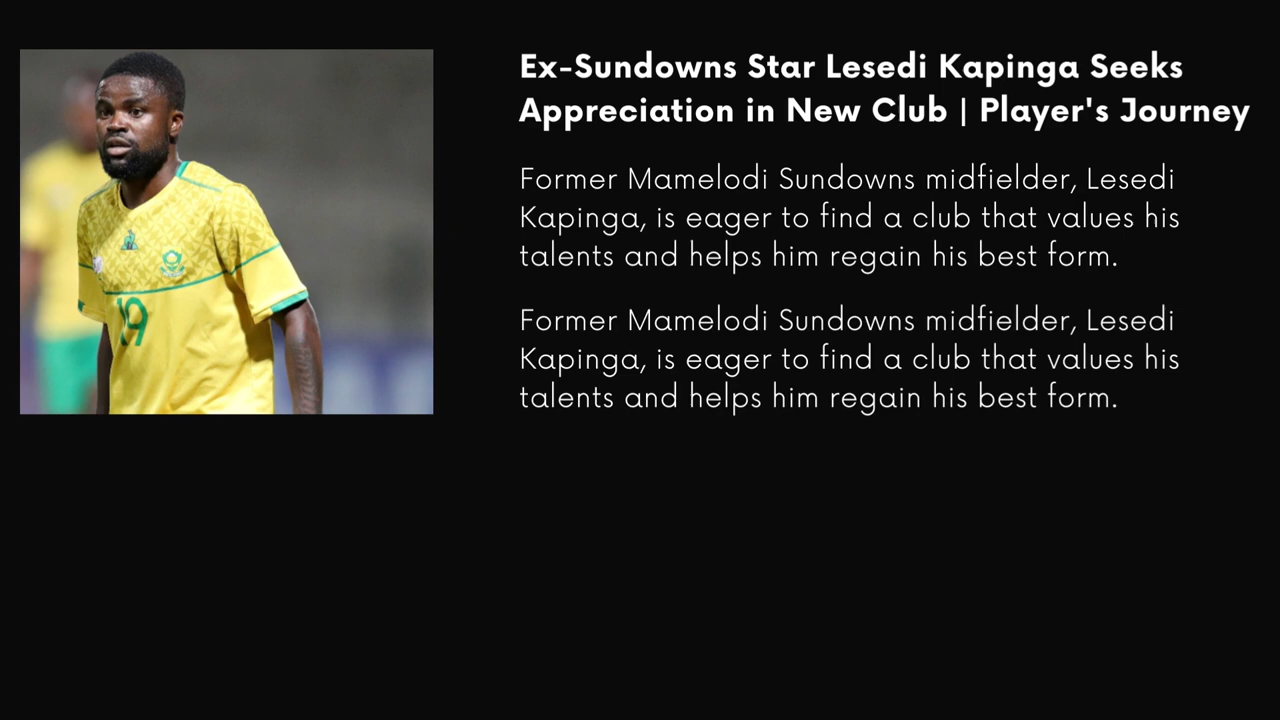 Ex-Sundowns Star Lesedi Kapinga Seeks
Appreciation in New Club | Player's Journey
Former Mamelodi Sundowns midfielder, Lesedi
Kapinga, is eager to find a club that values his
talents and helps him regain his best form.
Former Mamelodi Sundowns midfielder, Lesedi
Kapinga, is eager to find a club that values his
talents and helps him regain his best form.
19